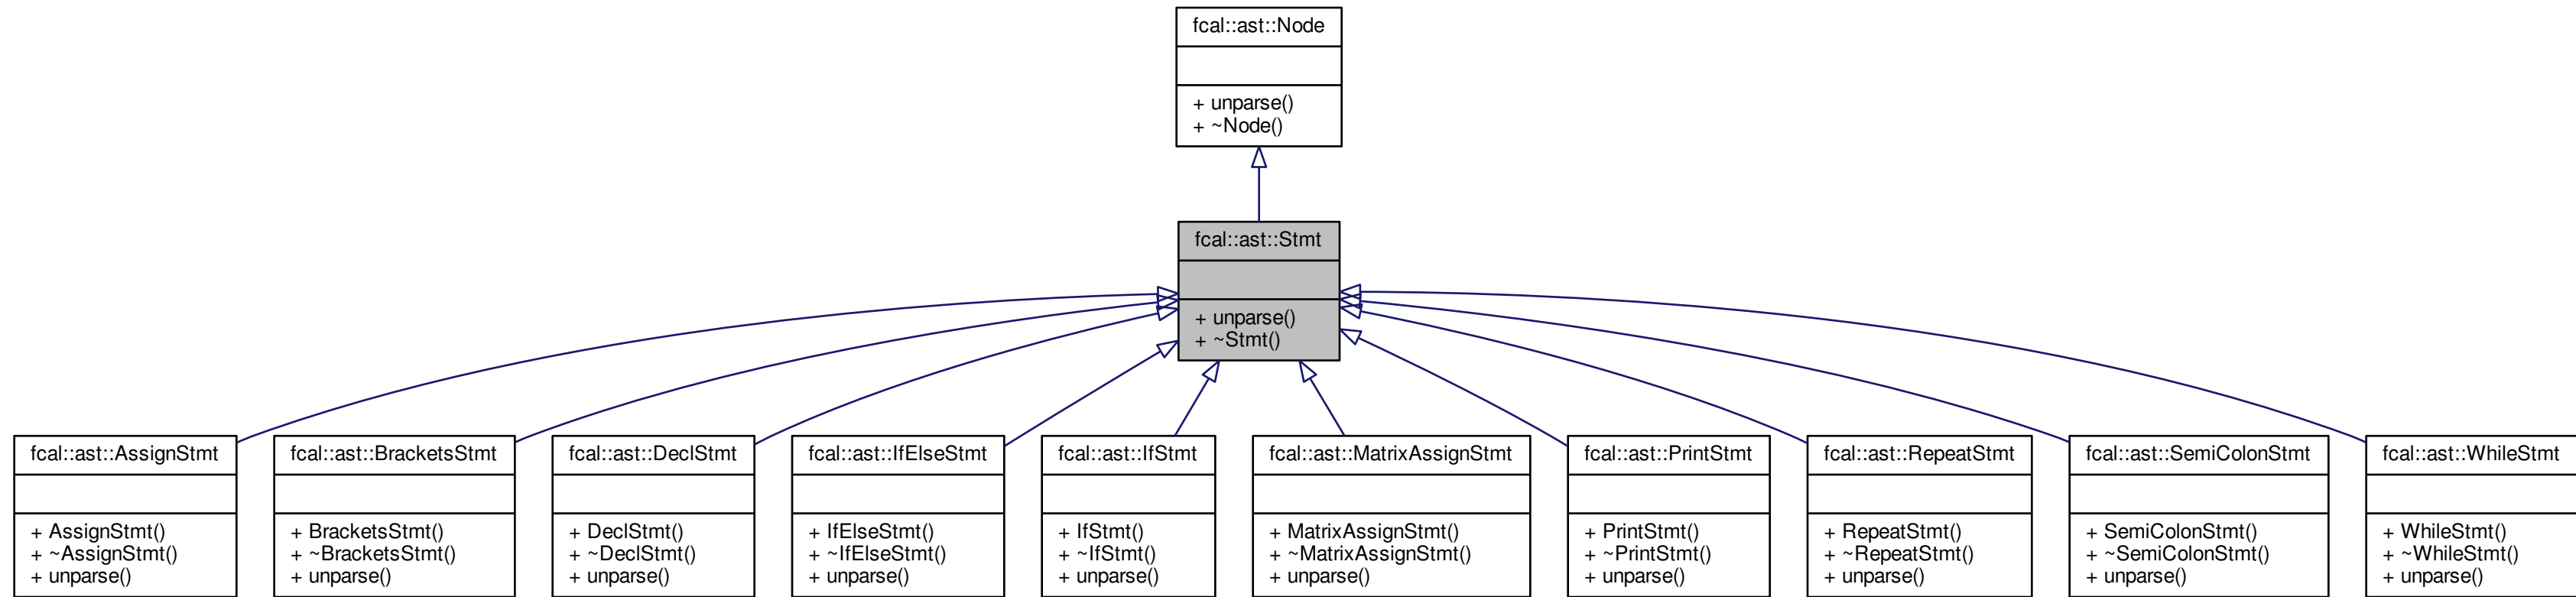 fcal::ast::Node
+ unparse()
+ ~Node()
fcal::ast::Stmt
+ unparse()
+ ~Stmt()
fcal::ast::AssignStmt
+ AssignStmt()
+ ~AssignStmt()
+ unparse()
fcal::ast::BracketsStmt
+ BracketsStmt()
+ ~BracketsStmt()
+ unparse()
fcal::ast::DeclStmt
+ DeclStmt()
+ ~DeclStmt()
+ unparse()
fcal::ast::IfElseStmt
+ IfElseStmt()
+ ~IfElseStmt()
+ unparse()
fcal::ast::IfStmt
+ IfStmt()
+ ~IfStmt()
+ unparse()
fcal::ast::MatrixAssignStmt
+ MatrixAssignStmt()
+ ~MatrixAssignStmt()
+ unparse()
fcal::ast::PrintStmt
+ PrintStmt()
+ ~PrintStmt()
+ unparse()
fcal::ast::RepeatStmt
+ RepeatStmt()
+ ~RepeatStmt()
+ unparse()
fcal::ast::SemiColonStmt
+ SemiColonStmt()
+ ~SemiColonStmt()
+ unparse()
fcal::ast::WhileStmt
+ WhileStmt()
+ ~WhileStmt()
+ unparse()